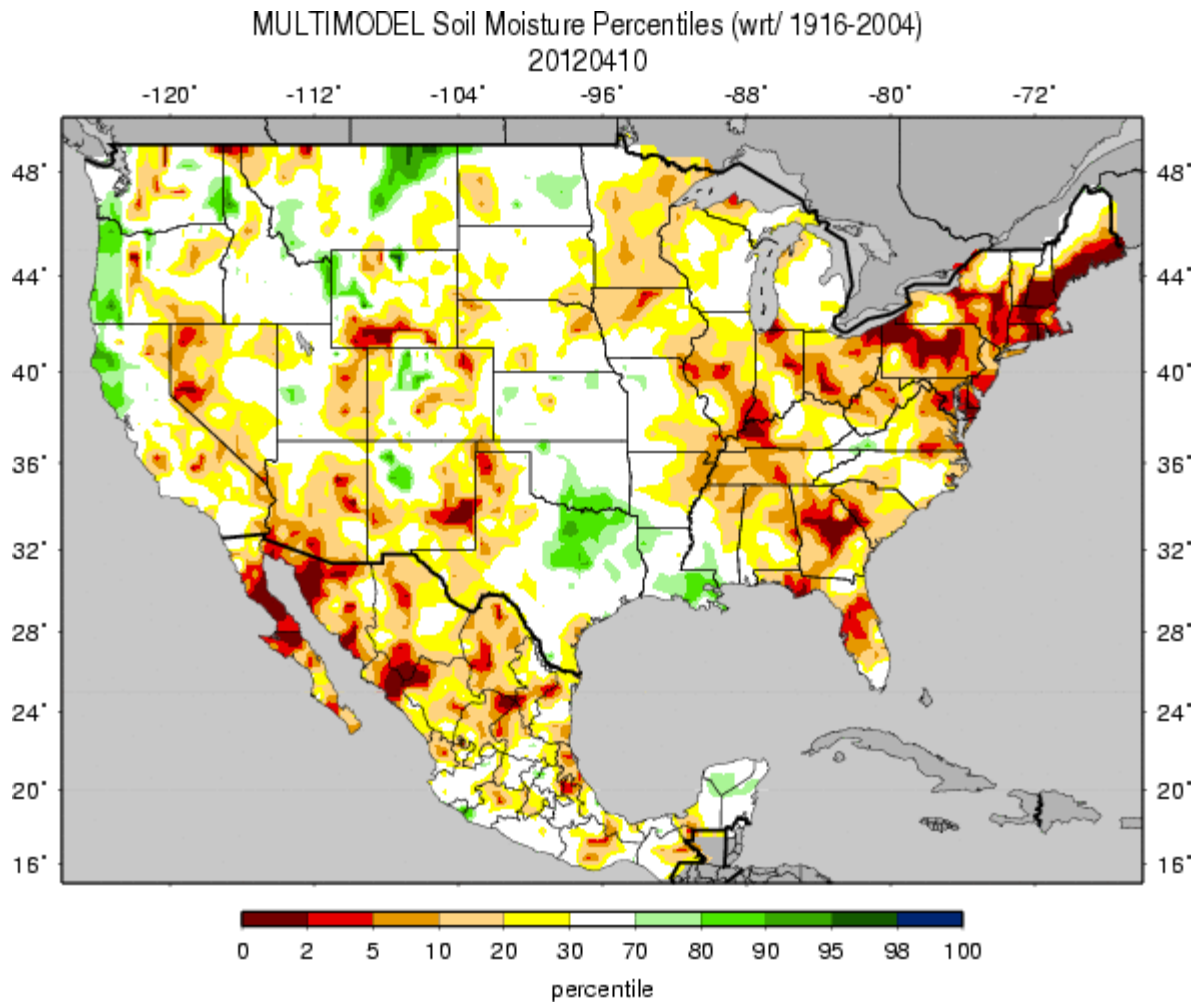 MULTIMODEL Soil Moisture Percentiles (wrt/ 1916-2004)
20120410
-120° -112° -104° -96° -88° -80° -72°
48° 48°
44° 44°
40° 40°
36° 36°
32° 32°
28° 28°
24° 24°
20° 20°
16° 16°
0 2 5 10 20 30 70 80 90 95 98 100
percentile